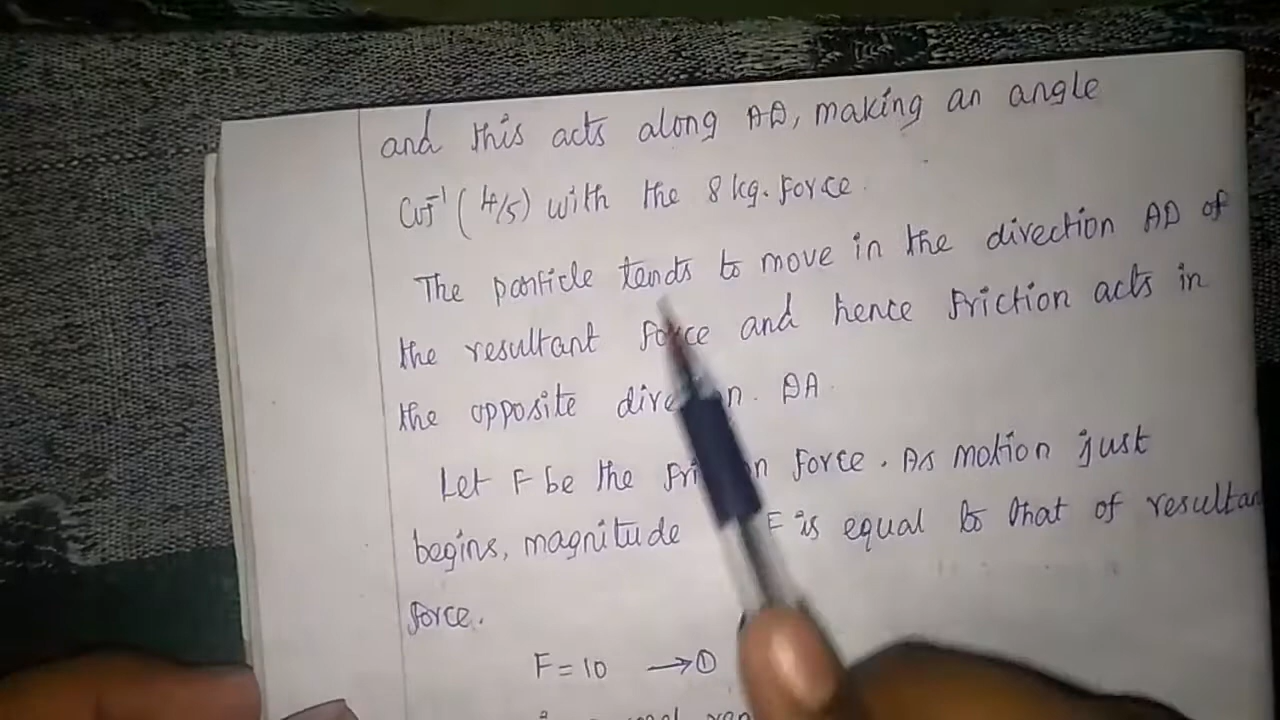 and this acts along AD, making an angle
Cos⁻¹ (4/5) with the 8 kg. force.
The particle tends to move in the direction AD of
the resultant force and hence friction acts in
the opposite direction. DA.
Let F be the friction force. As motion just
begins, magnitude F is equal to that of resultan
force.
F = 10 → ①